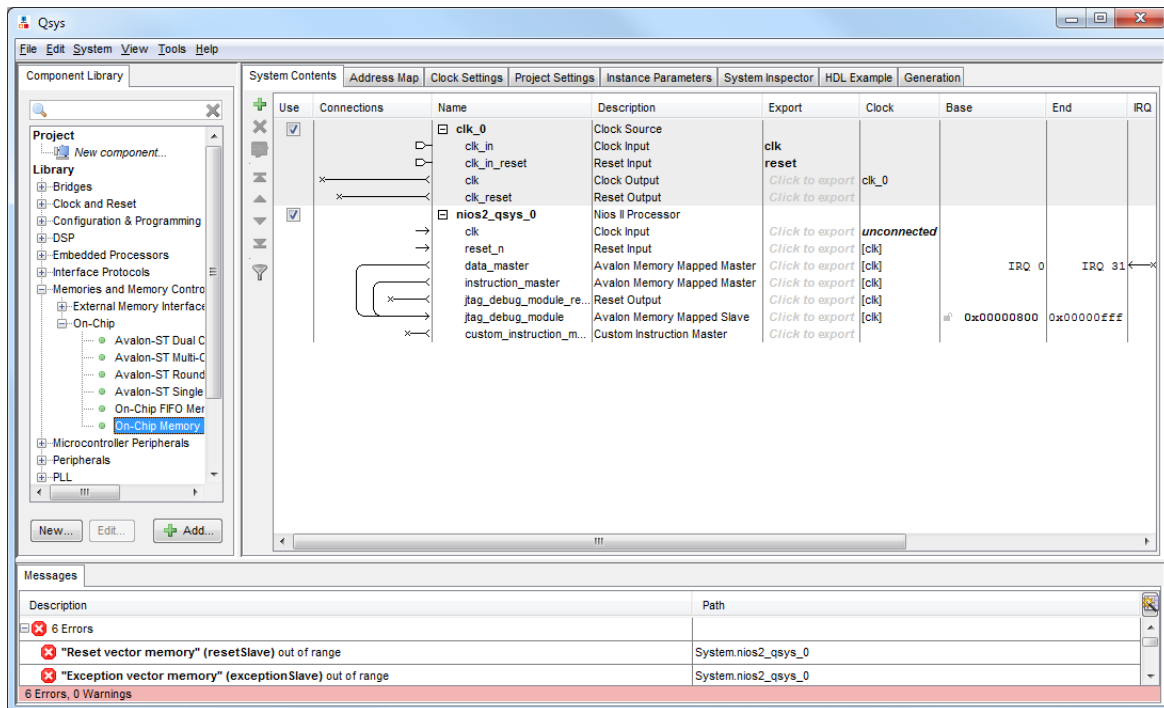 Qsys
File Edit System View Tools Help
Component Library
Project
New component...
Library
Bridges
Clock and Reset
Configuration & Programming
DSP
Embedded Processors
Interface Protocols
Memories and Memory Contro
External Memory Interface
On-Chip
Avalon-ST Dual C
Avalon-ST Multi-C
Avalon-ST Round
Avalon-ST Single
On-Chip FIFO Mer
On-Chip Memory
Microcontroller Peripherals
Peripherals
PLL
New... Edit... Add...
System Contents Address Map Clock Settings Project Settings Instance Parameters System Inspector HDL Example Generation
Use Connections Name Description Export Clock Base End IRQ
clk_0 Clock Source
clk_in Clock Input clk
clk_in_reset Reset Input reset
clk Clock Output Click to export clk_0
clk_reset Reset Output Click to export
nios2_qsys_0 Nios II Processor
clk Clock Input Click to export unconnected
reset_n Reset Input Click to export [clk]
data_master Avalon Memory Mapped Master Click to export [clk] IRQ 0 IRQ 31
instruction_master Avalon Memory Mapped Master Click to export [clk]
jtag_debug_module_re... Reset Output Click to export [clk]
jtag_debug_module Avalon Memory Mapped Slave Click to export [clk] 0x00000800 0x00000fff
custom_instruction_m... Custom Instruction Master Click to export
Messages
Description Path
6 Errors
"Reset vector memory" (resetSlave) out of range System.nios2_qsys_0
"Exception vector memory" (exceptionSlave) out of range System.nios2_qsys_0
6 Errors, 0 Warnings